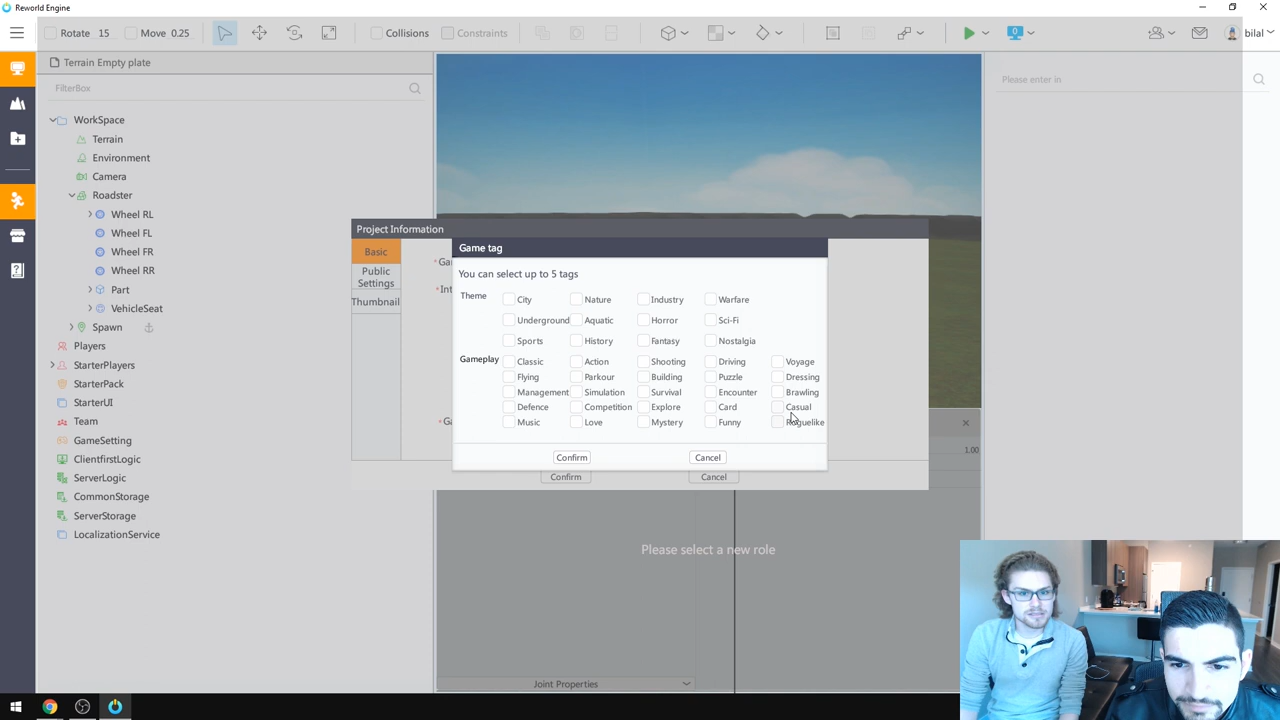 Reworld Engine
Rotate 15 Move 0.25 Collisions Constraints bilal
Terrain Empty plate
FilterBox
Please enter in
WorkSpace
Terrain
Environment
Camera
Roadster
Wheel RL
Wheel FL
Wheel FR
Wheel RR
Part
VehicleSeat
Spawn
Players
StarterPlayers
StarterPack
StarterUI
Team
GameSetting
ClientfirstLogic
ServerLogic
CommonStorage
ServerStorage
LocalizationService
Project Information
Basic
Public
Settings
Thumbnail
*Ga
*Int
*Ga
Game tag
You can select up to 5 tags
Theme
City Nature Industry Warfare
Underground Aquatic Horror Sci-Fi
Sports History Fantasy Nostalgia
Gameplay
Classic Action Shooting Driving Voyage
Flying Parkour Building Puzzle Dressing
Management Simulation Survival Encounter Brawling
Defence Competition Explore Card Casual
Music Love Mystery Funny Roguelike
Confirm Cancel
Confirm Cancel
1.00
Please select a new role
Joint Properties